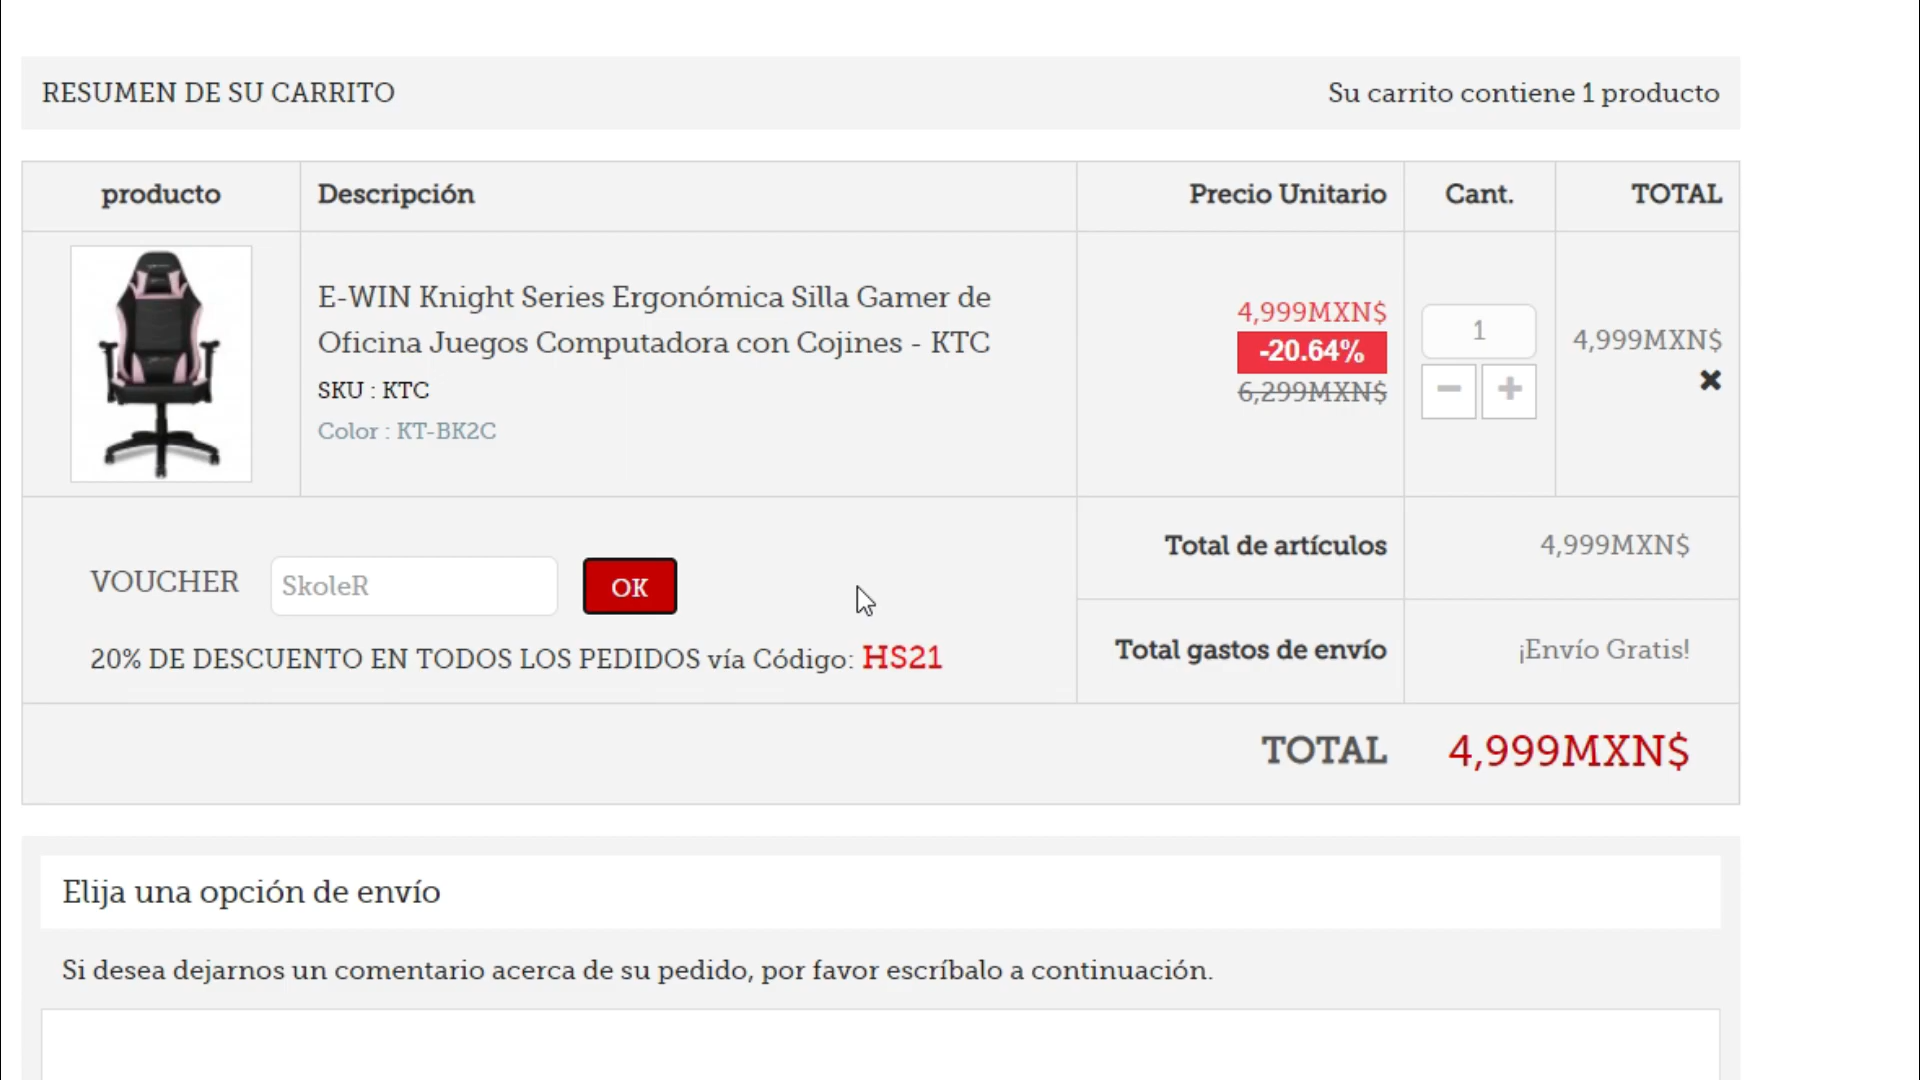 RESUMEN DE SU CARRITO
Su carrito contiene 1 producto
producto
Descripción
Precio Unitario
Cant.
TOTAL
E-WIN Knight Series Ergonómica Silla Gamer de
Oficina Juegos Computadora con Cojines - KTC
SKU : KTC
Color : KT-BK2C
4,999MXN$
-20.64%
6,299MXN$
1
4,999MXN$
VOUCHER
SkoleR
OK
20% DE DESCUENTO EN TODOS LOS PEDIDOS vía Código: HS21
Total de artículos
4,999MXN$
Total gastos de envío
¡Envío Gratis!
TOTAL
4,999MXN$
Elija una opción de envío
Si desea dejarnos un comentario acerca de su pedido, por favor escríbalo a continuación.